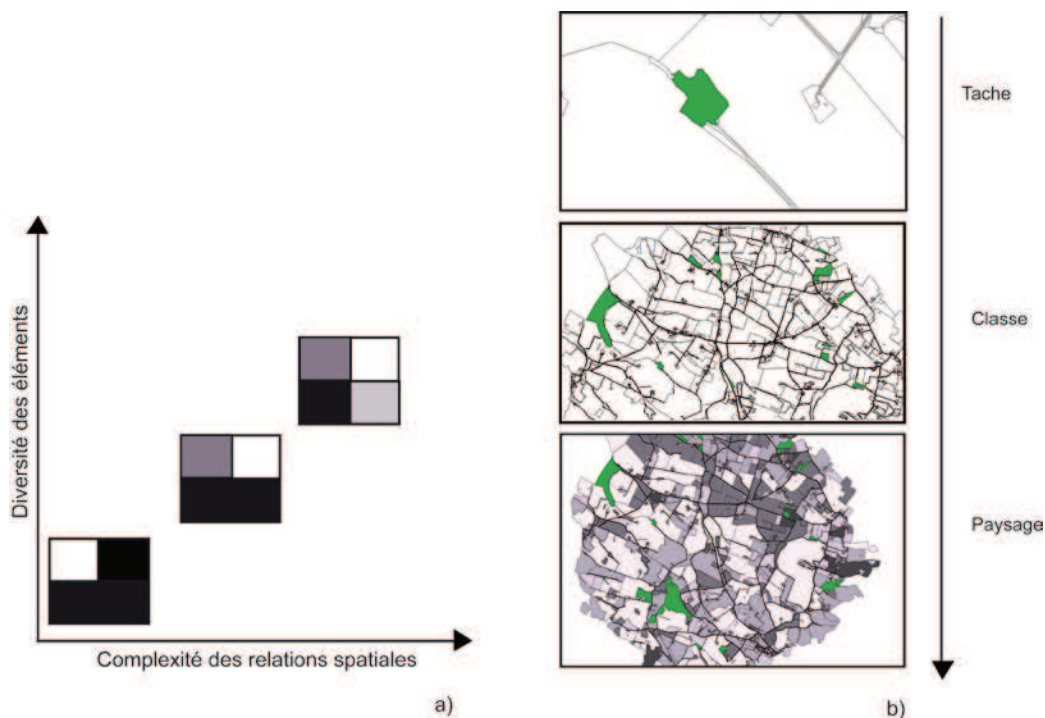 Diversité des éléments
Complexité des relations spatiales
a)
Tache
Classe
Paysage
b)